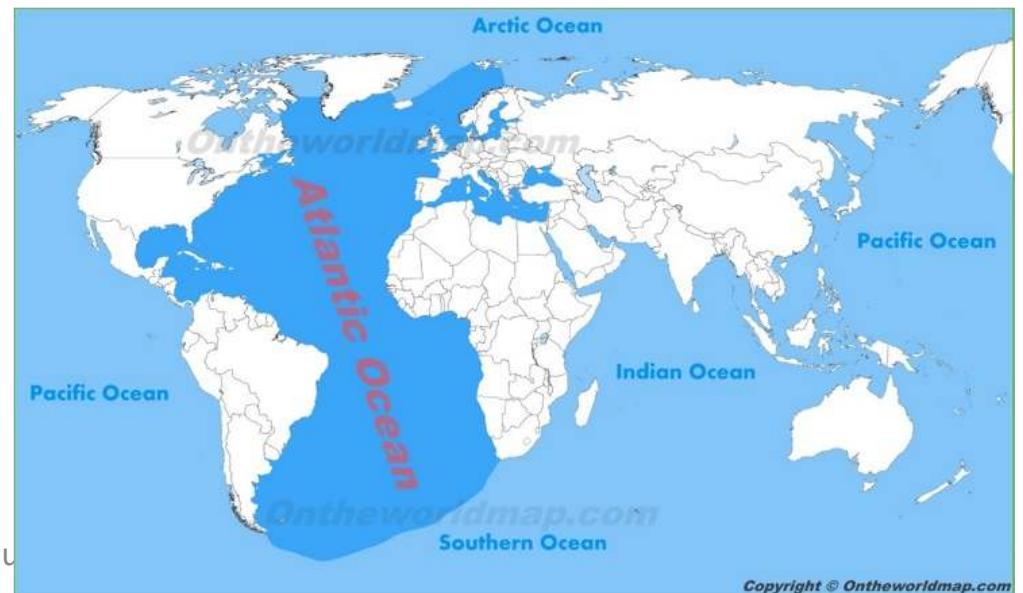 Arctic Ocean
Ontheworldmap.com
Atlantic Ocean
Pacific Ocean
Indian Ocean
Pacific Ocean
Ontheworldmap.com
Southern Ocean
Copyright © Ontheworldmap.com